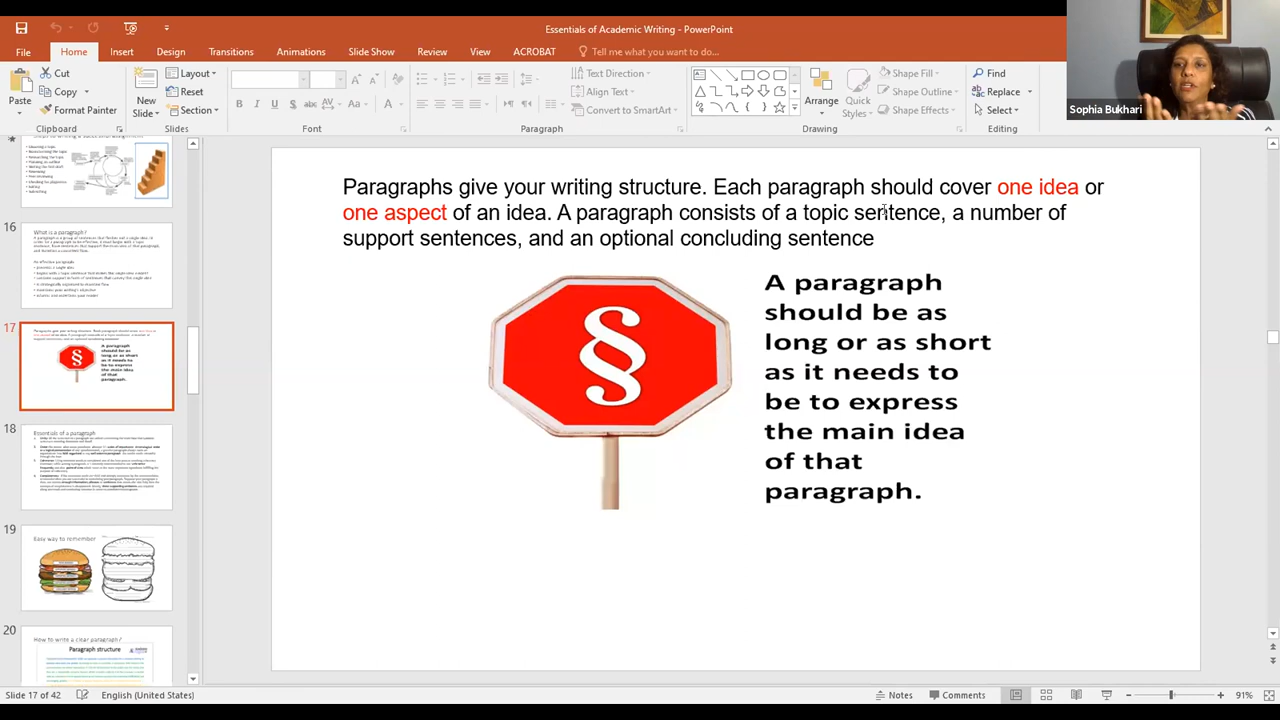 Essentials of Academic Writing - PowerPoint
File Home Insert Design Transitions Animations Slide Show Review View ACROBAT Tell me what you want to do...
Sophia Bukhari
Cut
Copy
Format Painter
Paste
Clipboard
New
Slide
Layout
Reset
Section
Slides
B I U S abc AV Aa A
Font
Text Direction
Align Text
Convert to SmartArt
Paragraph
Arrange
Quick
Styles
Shape Fill
Shape Outline
Shape Effects
Drawing
Find
Replace
Select
Editing
16
What is a paragraph?
17
18
Essentials of a paragraph
19
Easy way to remember
20
How to write a clear paragraph?
Paragraph structure
Paragraphs give your writing structure. Each paragraph should cover one idea or
one aspect of an idea. A paragraph consists of a topic sentence, a number of
support sentences, and an optional concluding sentence
§
A paragraph
should be as
long or as short
as it needs to
be to express
the main idea
of that
paragraph.
Slide 17 of 42 English (United States) Notes Comments 91%